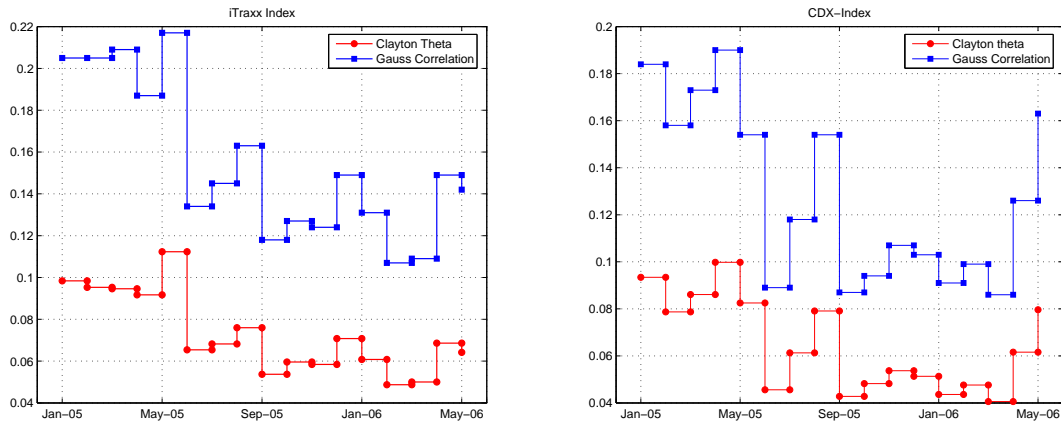 iTraxx Index
0.22
0.2
0.18
0.16
0.14
0.12
0.1
0.08
0.06
0.04
Jan–05
May–05
Sep–05
Jan–06
May–06
Clayton Theta
Gauss Correlation
CDX–Index
0.2
0.18
0.16
0.14
0.12
0.1
0.08
0.06
0.04
Jan–05
May–05
Sep–05
Jan–06
May–06
Clayton theta
Gauss Correlation